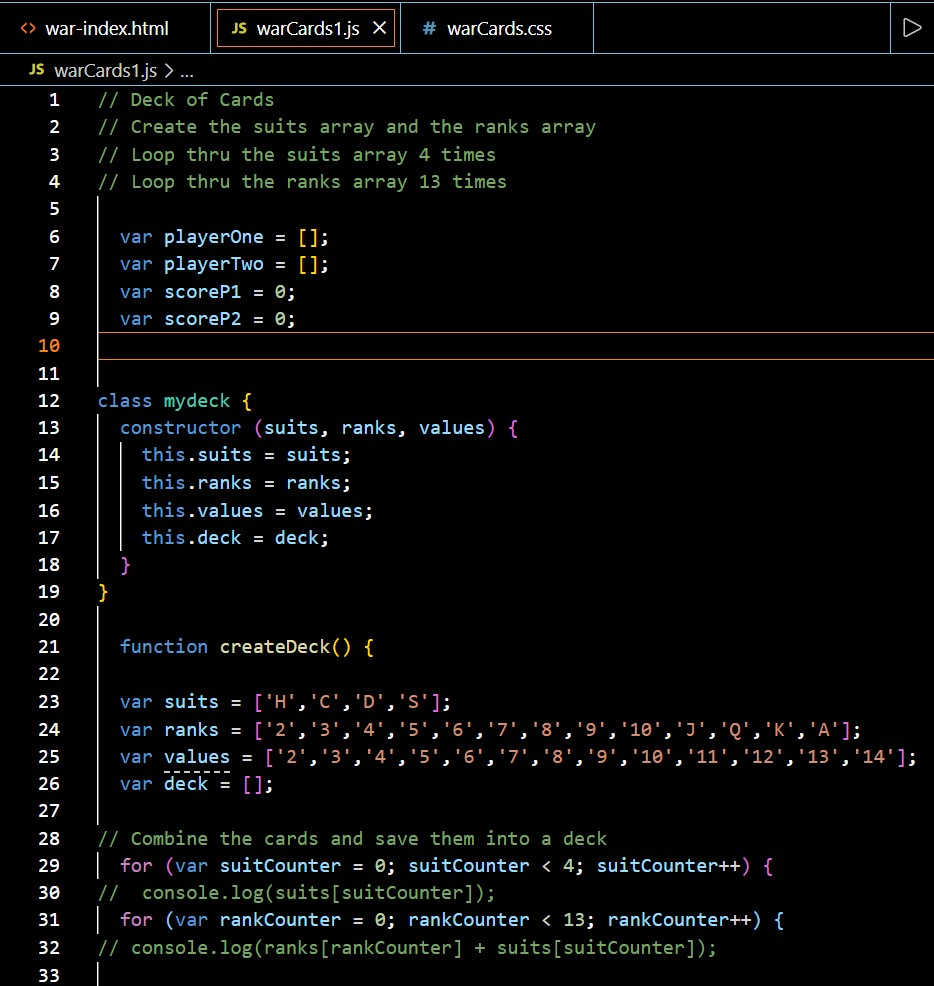 <> war-index.html JS warCards1.js × # warCards.css
JS warCards1.js > ...
1 // Deck of Cards
2 // Create the suits array and the ranks array
3 // Loop thru the suits array 4 times
4 // Loop thru the ranks array 13 times
5
6 var playerOne = [];
7 var playerTwo = [];
8 var scoreP1 = 0;
9 var scoreP2 = 0;
10
11
12 class mydeck {
13 constructor (suits, ranks, values) {
14 this.suits = suits;
15 this.ranks = ranks;
16 this.values = values;
17 this.deck = deck;
18 }
19 }
20
21 function createDeck() {
22
23 var suits = ['H','C','D','S'];
24 var ranks = ['2','3','4','5','6','7','8','9','10','J','Q','K','A'];
25 var values = ['2','3','4','5','6','7','8','9','10','11','12','13','14'];
26 var deck = [];
27
28 // Combine the cards and save them into a deck
29 for (var suitCounter = 0; suitCounter < 4; suitCounter++) {
30 //  console.log(suits[suitCounter]);
31 for (var rankCounter = 0; rankCounter < 13; rankCounter++) {
32 // console.log(ranks[rankCounter] + suits[suitCounter]);
33